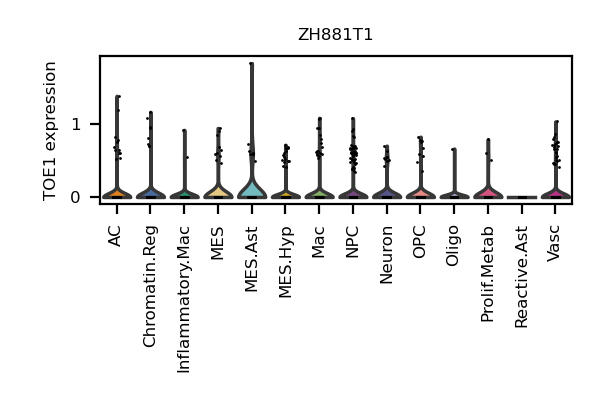 ZH881T1
TOE1 expression
1
0
AC
Chromatin.Reg
Inflammatory.Mac
MES
MES.Ast
MES.Hyp
Mac
NPC
Neuron
OPC
Oligo
Prolif.Metab
Reactive.Ast
Vasc